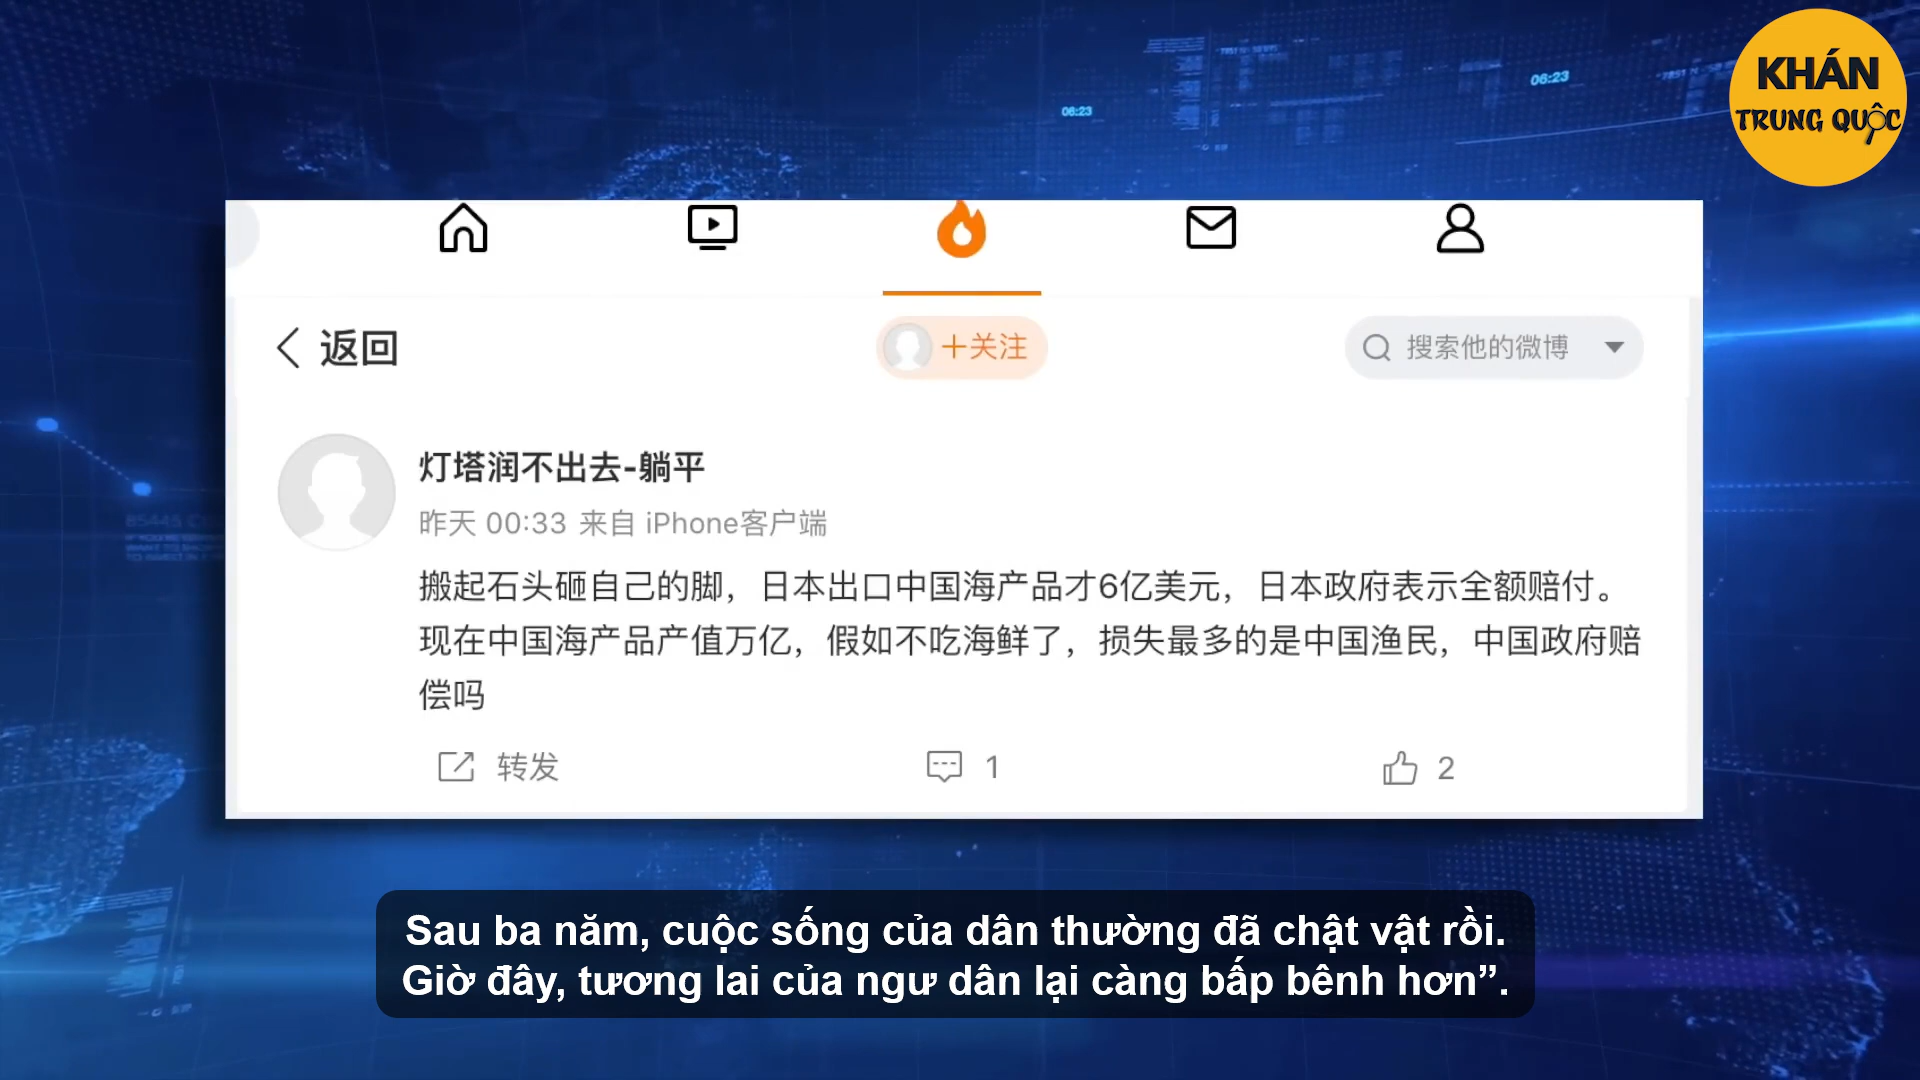 KHÁN
TRUNG QUỐC
06:23
06:23
返回
+关注
搜索他的微博
灯塔润不出去-躺平
昨天 00:33 来自 iPhone客户端
搬起石头砸自己的脚，日本出口中国海产品才6亿美元，日本政府表示全额赔付。
现在中国海产品产值万亿，假如不吃海鲜了，损失最多的是中国渔民，中国政府赔
偿吗
转发
1
2
Sau ba năm, cuộc sống của dân thường đã chật vật rồi.
Giờ đây, tương lai của ngư dân lại càng bấp bênh hơn”.